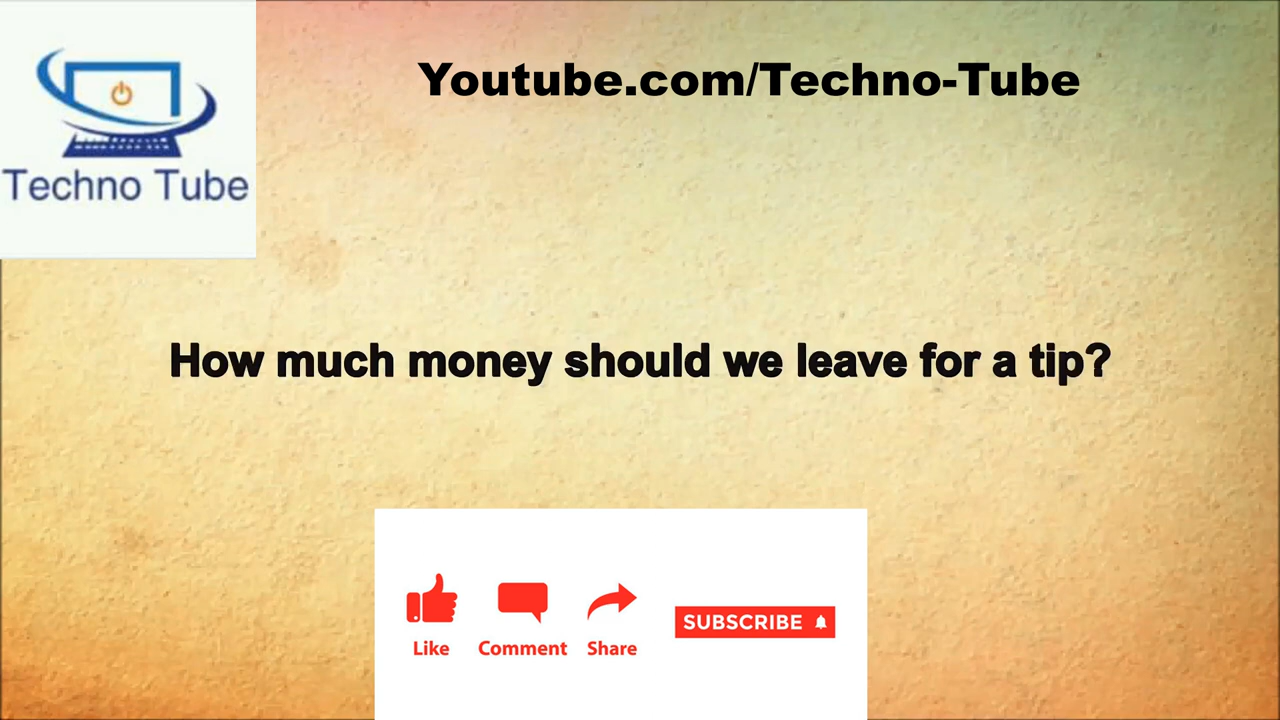 Techno Tube
Youtube.com/Techno-Tube
How much money should we leave for a tip?
Like Comment Share SUBSCRIBE